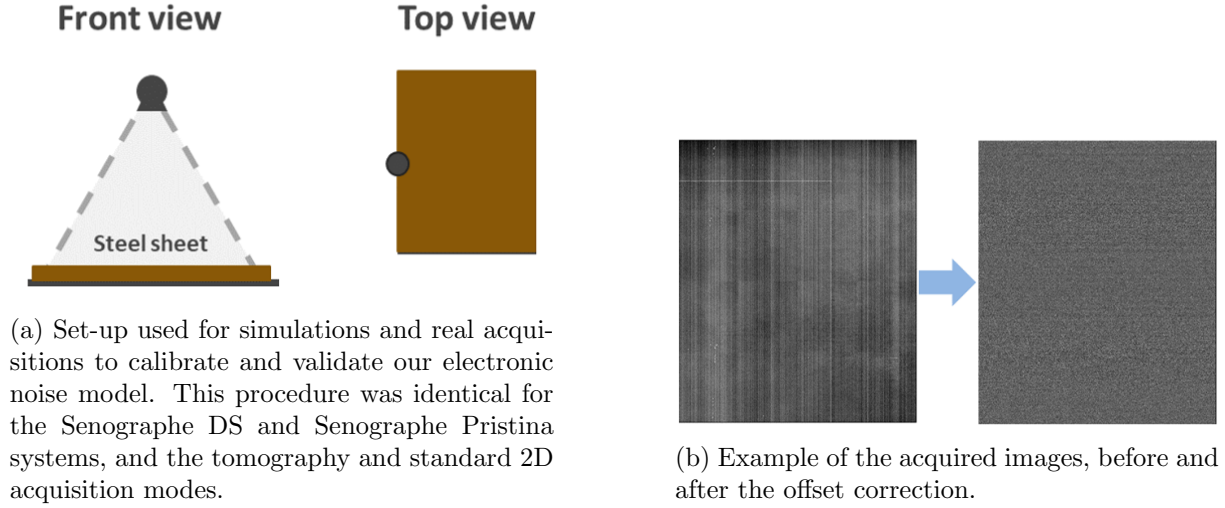 Front view
Top view
Steel sheet
(a) Set-up used for simulations and real acqui-
sitions to calibrate and validate our electronic
noise model. This procedure was identical for
the Senographe DS and Senographe Pristina
systems, and the tomography and standard 2D
acquisition modes.
(b) Example of the acquired images, before and
after the offset correction.